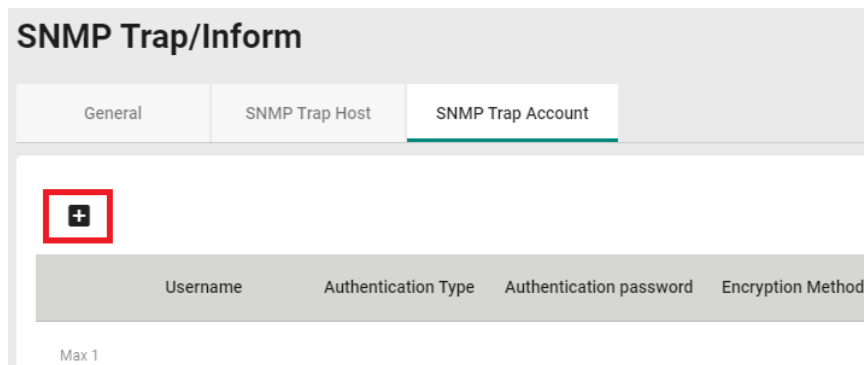 SNMP Trap/Inform
General SNMP Trap Host SNMP Trap Account
Username Authentication Type Authentication password Encryption Method
Max 1